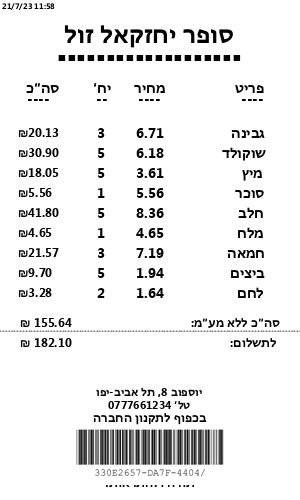 21/7/23 11:58
סופר יחזקאל זול
פריט מחיר יח' סה"כ
גבינה 6.71 3 ₪20.13
שוקולד 6.18 5 ₪30.90
מיץ 3.61 5 ₪18.05
סוכר 5.56 1 ₪5.56
חלב 8.36 5 ₪41.80
מלח 4.65 1 ₪4.65
חמאה 7.19 3 ₪21.57
ביצים 1.94 5 ₪9.70
לחם 1.64 2 ₪3.28
סה"כ ללא מע"מ: 155.64 ₪
לתשלום: 182.10 ₪
יוספוב 8, תל אביב-יפו
טל' 0777661234
בכפוף לתקנון החברה
330E2657-DA7F-4404/